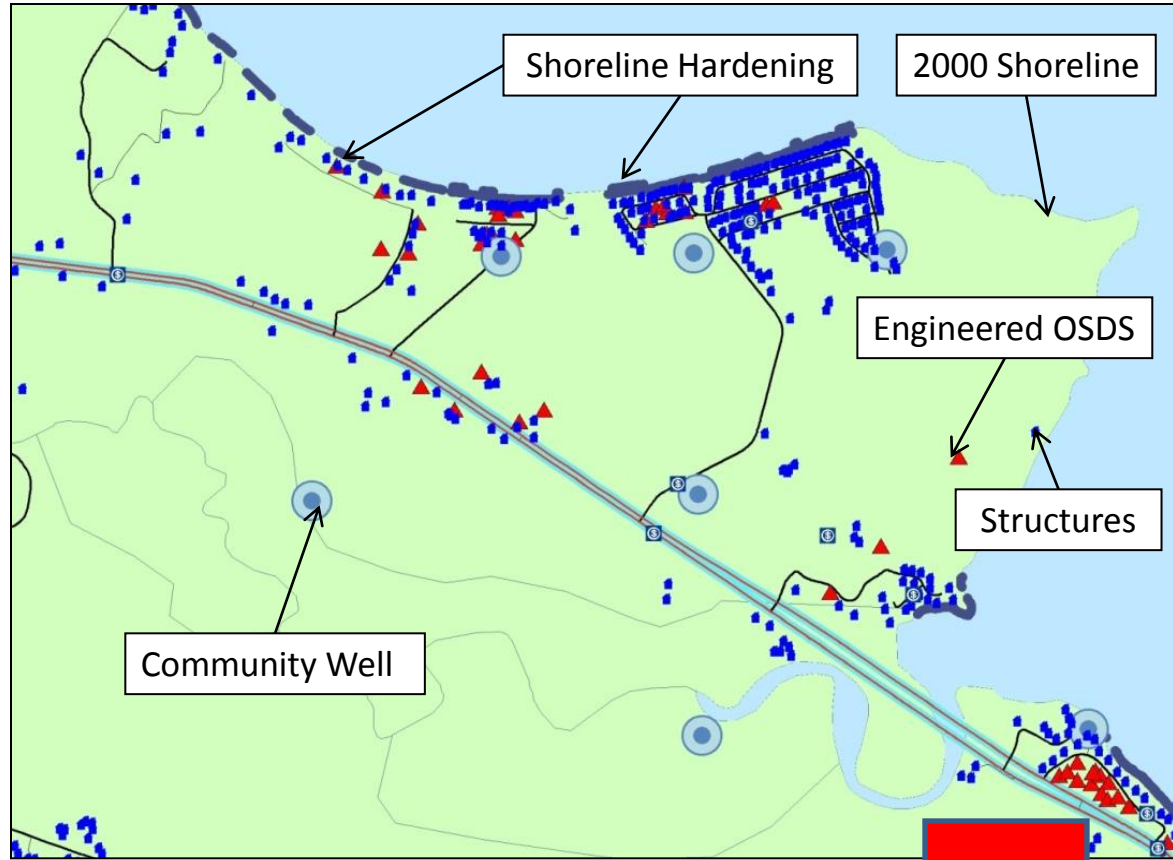 Shoreline Hardening
2000 Shoreline
Engineered OSDS
Structures
Community Well